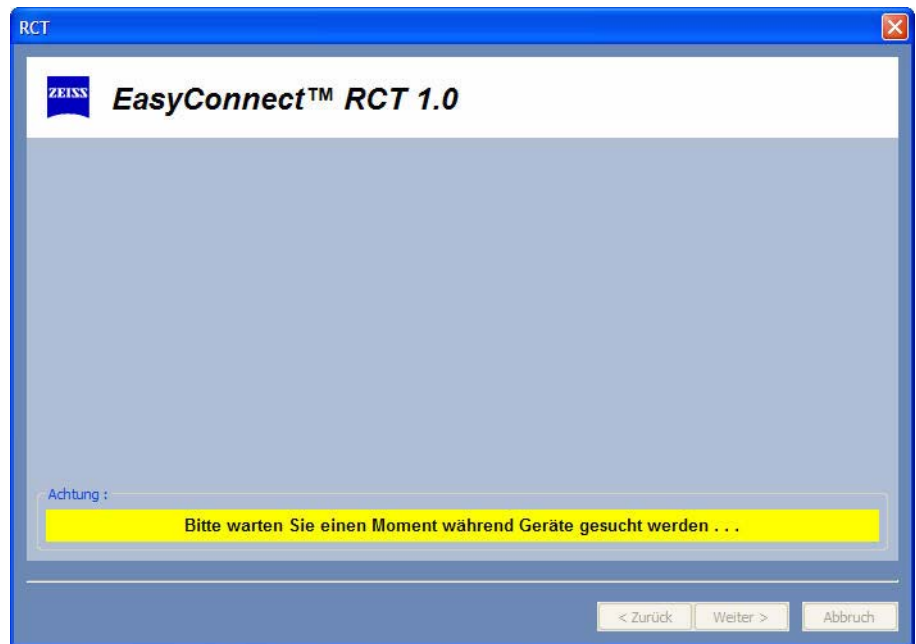 RCT
ZEISS
EasyConnect™ RCT 1.0
Achtung :
Bitte warten Sie einen Moment während Geräte gesucht werden . . .
< Zurück Weiter > Abbruch